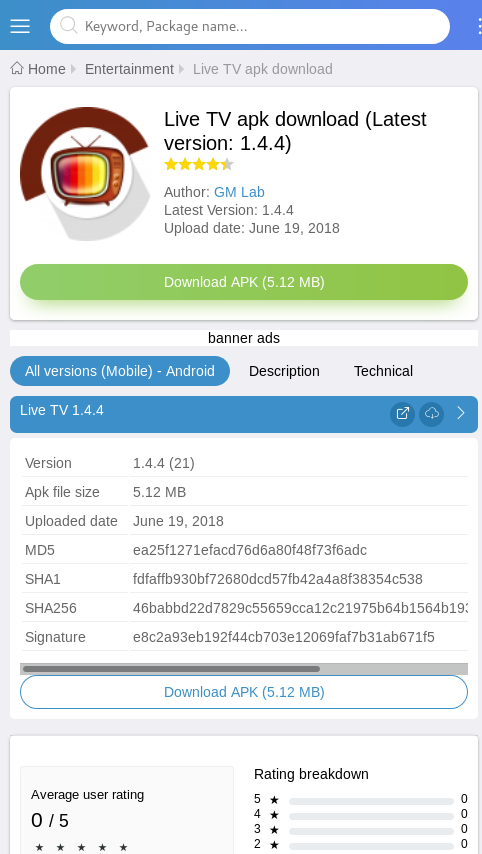 Keyword, Package name...
Home Entertainment Live TV apk download
Live TV apk download (Latest
version: 1.4.4)
Author: GM Lab
Latest Version: 1.4.4
Upload date: June 19, 2018
Download APK (5.12 MB)
banner ads
All versions (Mobile) - Android Description Technical
Live TV 1.4.4
Version 1.4.4 (21)
Apk file size 5.12 MB
Uploaded date June 19, 2018
MD5 ea25f1271efacd76d6a80f48f73f6adc
SHA1 fdfaffb930bf72680dcd57fb42a4a8f38354c538
SHA256 46babbd22d7829c55659cca12c21975b64b1564b193
Signature e8c2a93eb192f44cb703e12069faf7b31ab671f5
Download APK (5.12 MB)
Rating breakdown
Average user rating
0 / 5
5 ★ 0
4 ★ 0
3 ★ 0
2 ★ 0